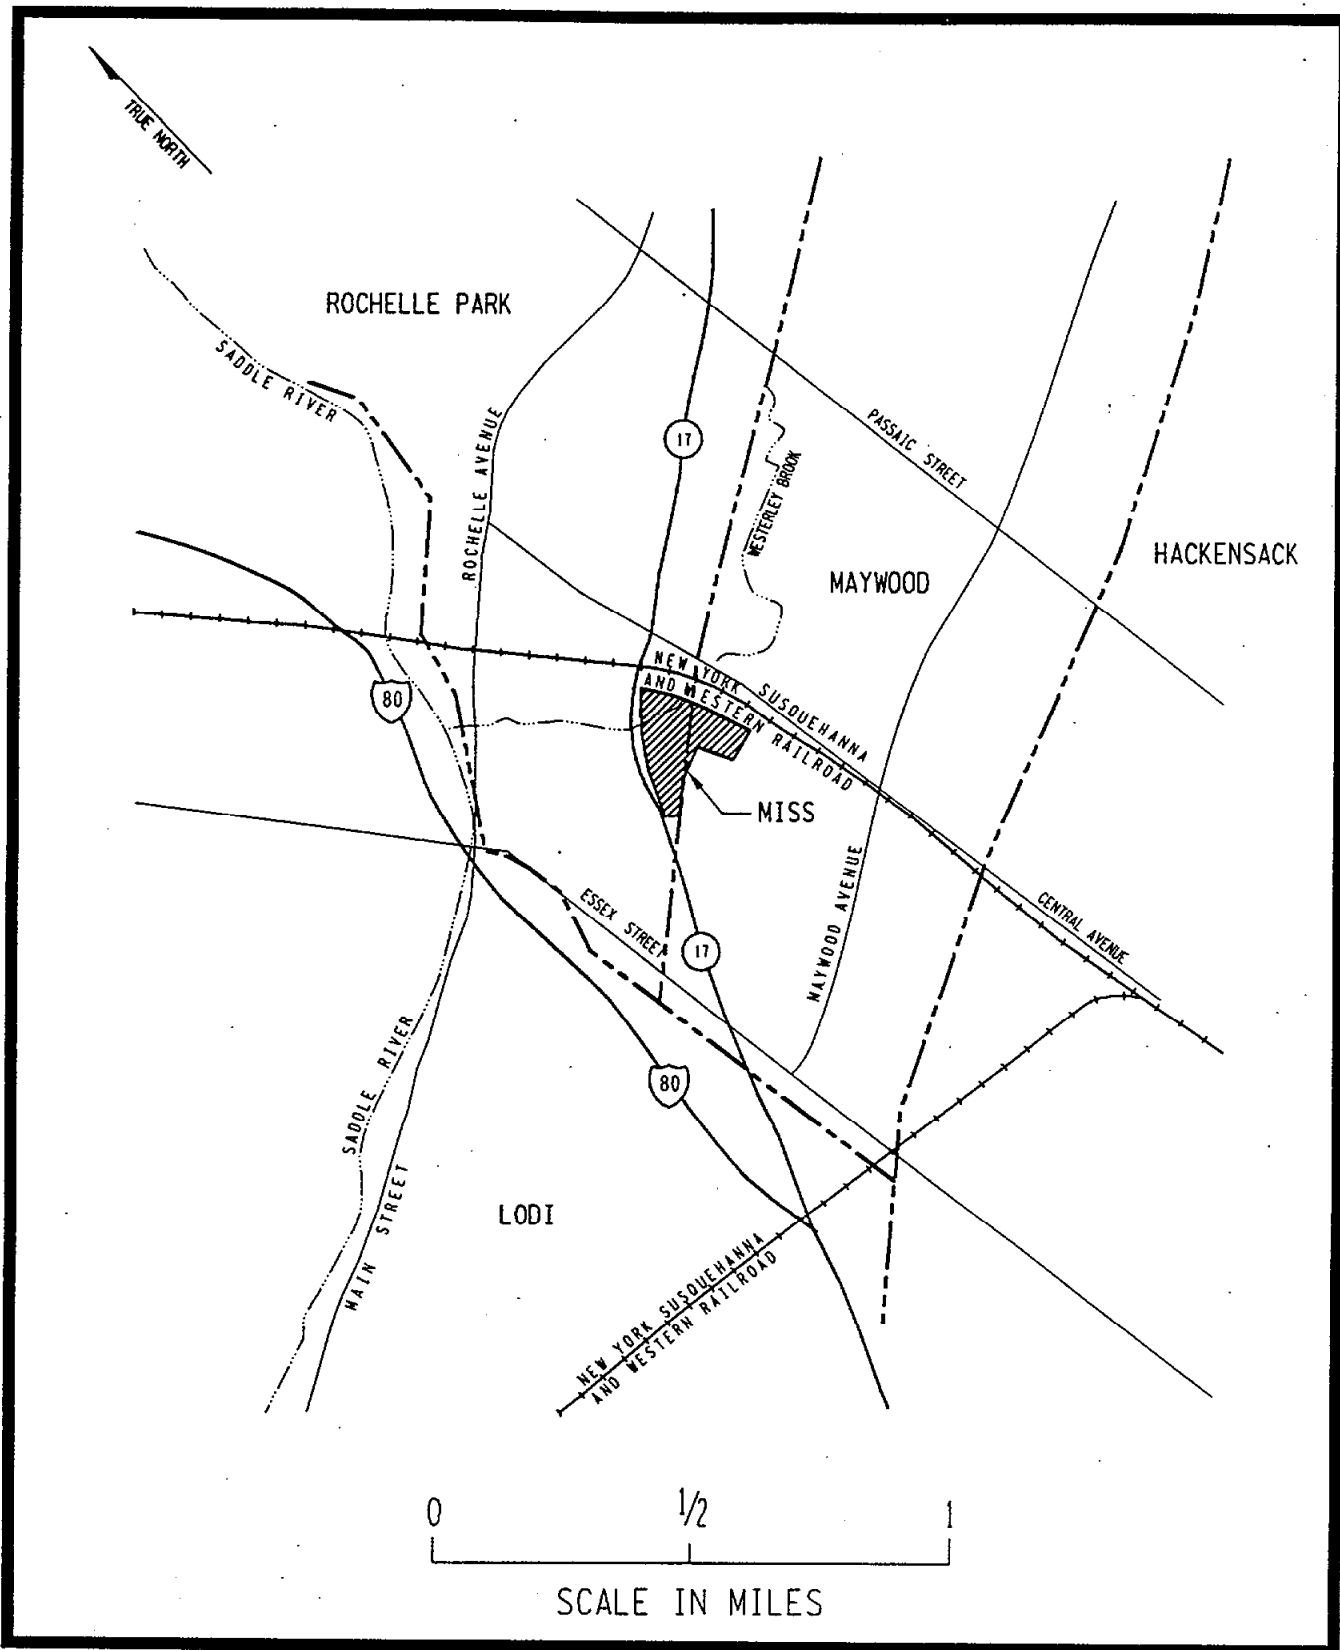 TRUE NORTH
ROCHELLE PARK
SADDLE RIVER
ROCHELLE AVENUE
17
PASSAIC STREET
WESTERLEY BROOK
HACKENSACK
MAYWOOD
NEW YORK SUSQUEHANNA
AND WESTERN RAILROAD
80
MISS
MAYWOOD AVENUE
ESSEX STREET
CENTRAL AVENUE
17
SADDLE RIVER
80
MAIN STREET
LODI
NEW YORK SUSQUEHANNA
AND WESTERN RAILROAD
0 1/2 1
SCALE IN MILES